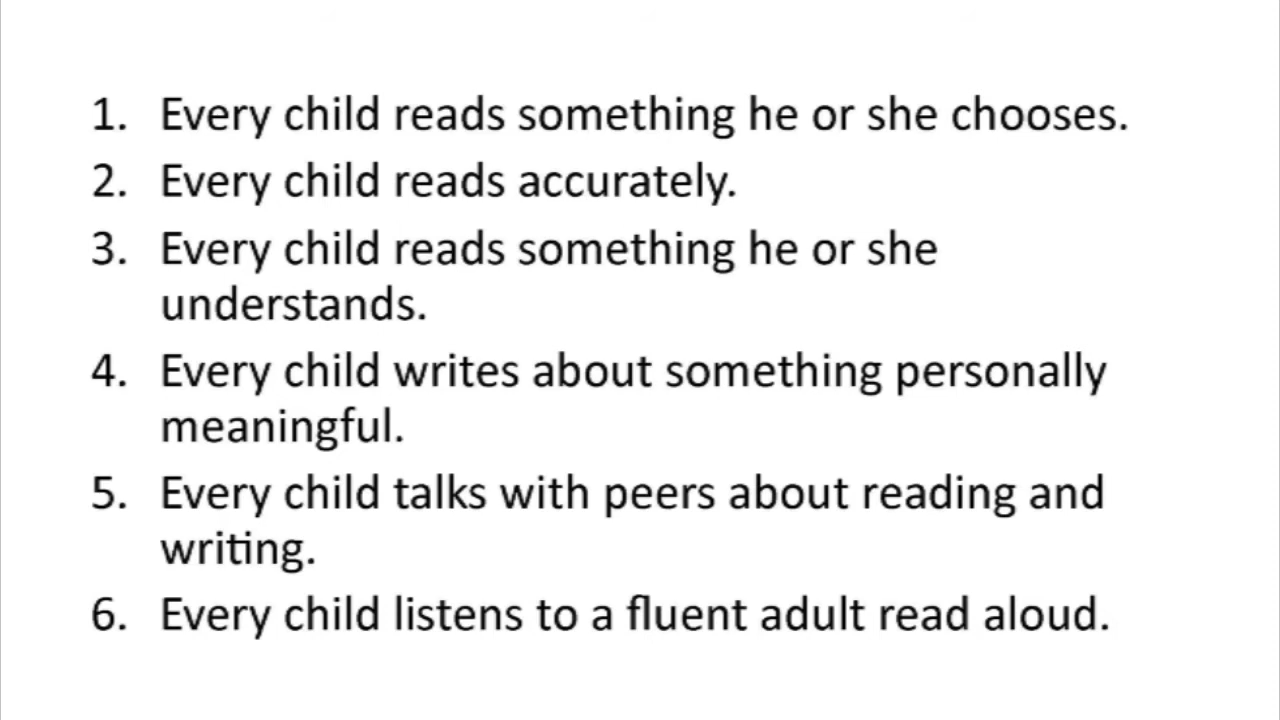 1. Every child reads something he or she chooses.
2. Every child reads accurately.
3. Every child reads something he or she
understands.
4. Every child writes about something personally
meaningful.
5. Every child talks with peers about reading and
writing.
6. Every child listens to a fluent adult read aloud.